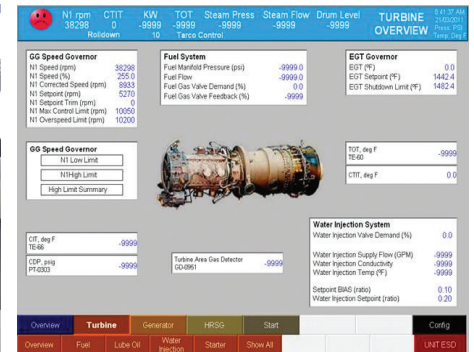 N1 rpm CTIT KW TOT Steam Press Steam Flow Drum Level
38298 0 -9999 -9999 -9999 -9999 -9999
Rolldown 10 Tarco Control
TURBINE
OVERVIEW
Press. PSI
Temp. Deg F
GG Speed Governor
N1 Speed (rpm) 38298
N1 Speed (%) 255.0
N1 Corrected Speed (rpm) 8933
N1 Setpoint (rpm) 5270
N1 Setpoint Trim (rpm) 0
N1 Max Control Limit (rpm) 10050
N1 Overspeed Limit (rpm) 10200
Fuel System
Fuel Manifold Pressure (psi) -9999.0
Fuel Flow -9999.0
Fuel Gas Valve Demand (%) 0.0
Fuel Gas Valve Feedback (%) -9999
EGT Governor
EGT (ºF) 0.0
EGT Setpoint (ºF) 1442.4
EGT Shutdown Limit (ºF) 1482.4
GG Speed Governor
N1 Low Limit
N1High Limit
High Limit Summary
TOT, deg F
TE-60 -9999
CTIT, deg F 0.0
CIT, deg F
TE-66 -9999
CDP, psig
PT-0303 -9999
Turbine Area Gas Detector
GD-0961 -9999
Water Injection System
Water Injection Valve Demand (%) 0.0
Water Injection Supply Flow (GPM) -9999
Water Injection Conductivity -9999
Water Injection Temp (ºF) -9999
Setpoint BIAS (ratio) 0.10
Water Injection Setpoint (ratio) 0.20
Overview Turbine Generator HRSG Start Config
Overview Fuel Lube Oil Water Injection Starter Show All UNIT ESD